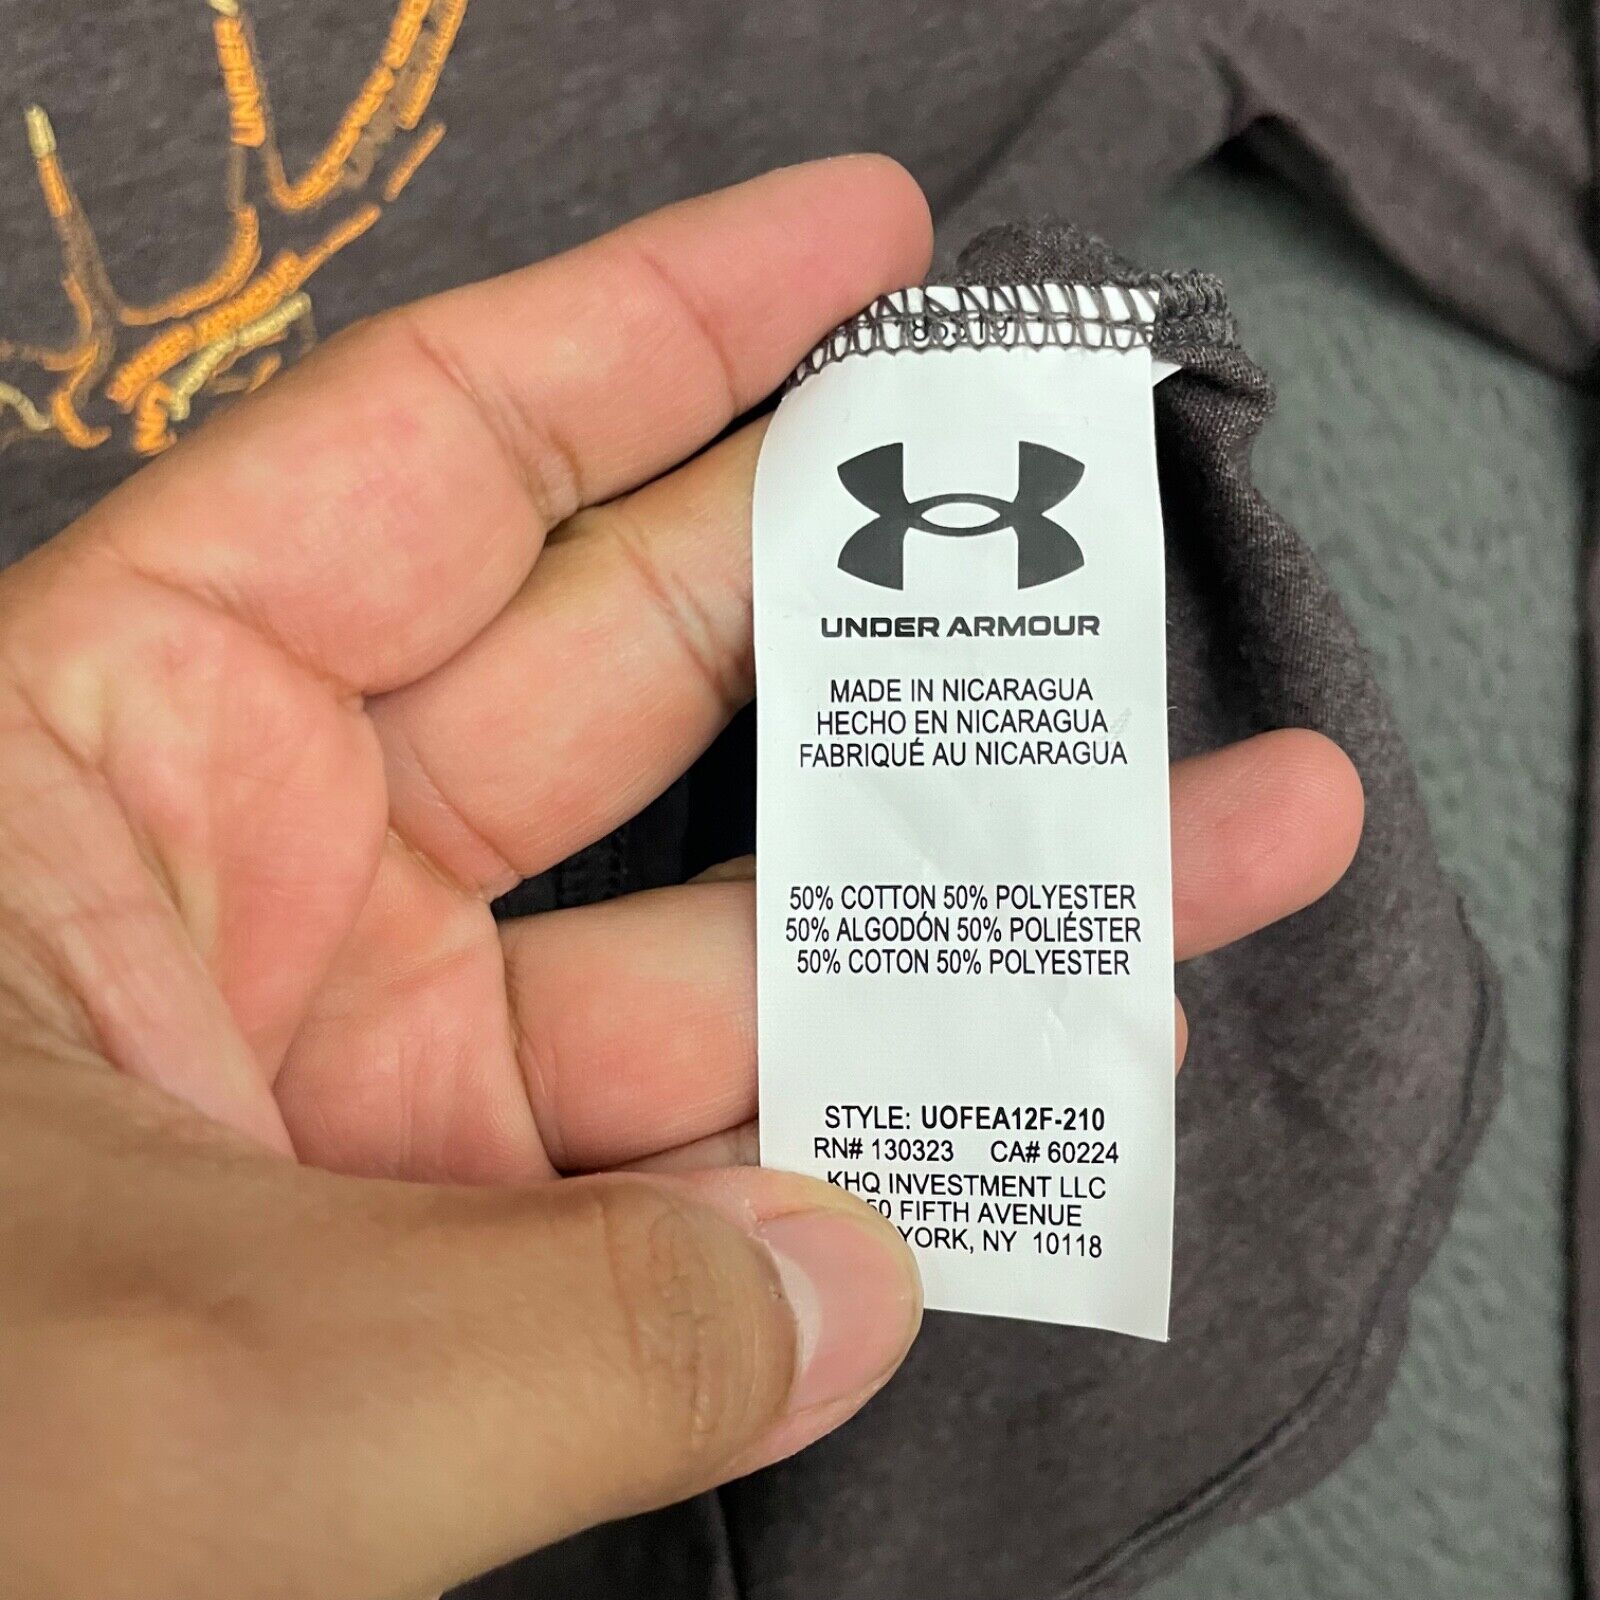 UNDER ARMOUR
MADE IN NICARAGUA
HECHO EN NICARAGUA
FABRIQUÉ AU NICARAGUA
50% COTTON 50% POLYESTER
50% ALGODÓN 50% POLIÉSTER
50% COTON 50% POLYESTER
STYLE: UOFEA12F-210
RN# 130323 CA# 60224
KHQ INVESTMENT LLC
50 FIFTH AVENUE
YORK, NY 10118